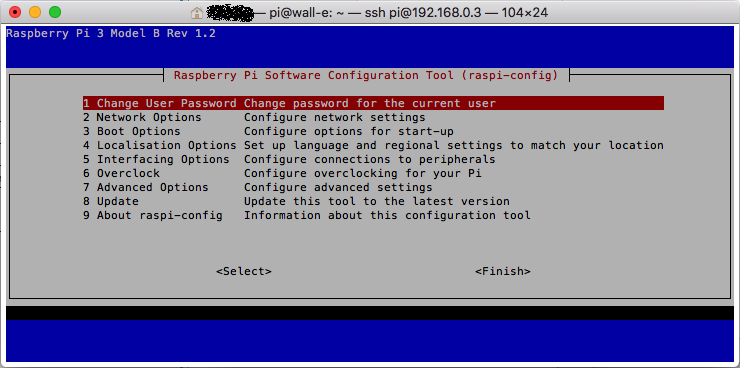 — pi@wall-e: ~ — ssh pi@192.168.0.3 — 104×24
Raspberry Pi 3 Model B Rev 1.2
Raspberry Pi Software Configuration Tool (raspi-config)
1 Change User Password Change password for the current user
2 Network Options Configure network settings
3 Boot Options Configure options for start-up
4 Localisation Options Set up language and regional settings to match your location
5 Interfacing Options Configure connections to peripherals
6 Overclock Configure overclocking for your Pi
7 Advanced Options Configure advanced settings
8 Update Update this tool to the latest version
9 About raspi-config Information about this configuration tool
<Select> <Finish>